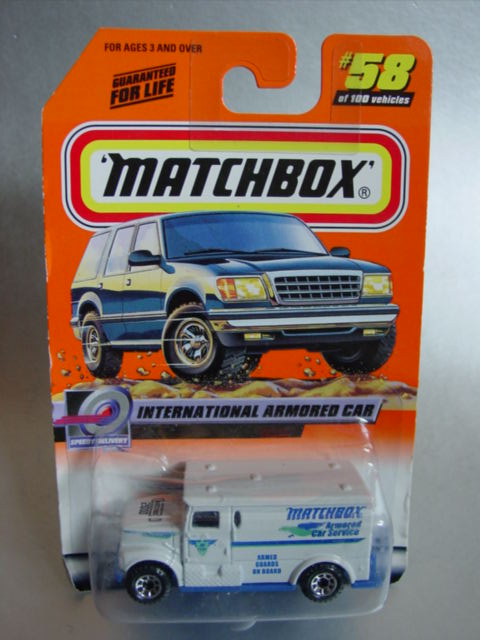 FOR AGES 3 AND OVER
GUARANTEED
FOR LIFE
#58
of 100 vehicles
'MATCHBOX'®
INTERNATIONAL ARMORED CAR
SPEEDY DELIVERY
MATCHBOX
Armored
Car Service
ARMED
GUARDS
ON BOARD